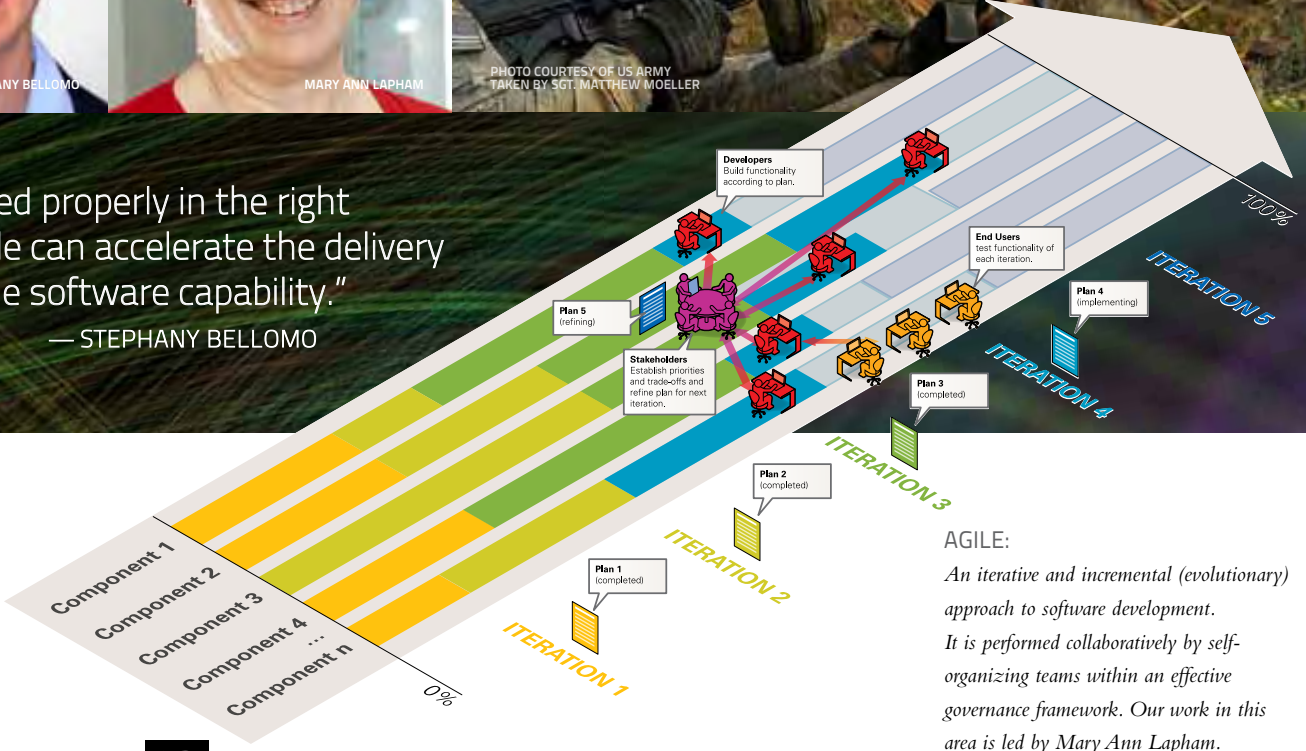 ANY BELLOMO
MARY ANN LAPHAM
PHOTO COURTESY OF US ARMY
TAKEN BY SGT. MATTHEW MOELLER
ed properly in the right
le can accelerate the delivery
e software capability.”
— STEPHANY BELLOMO
Developers
Build functionality
according to plan.
End Users
test functionality of
each iteration.
Plan 5
(refining)
Stakeholders
Establish priorities
and trade-offs and
refine plan for next
iteration.
Plan 4
(implementing)
Plan 3
(completed)
Plan 2
(completed)
Plan 1
(completed)
100%
ITERATION 5
ITERATION 4
ITERATION 3
ITERATION 2
ITERATION 1
0%
Component 1
Component 2
Component 3
Component 4
...
Component n
AGILE:
An iterative and incremental (evolutionary)
approach to software development.
It is performed collaboratively by self-
organizing teams within an effective
governance framework. Our work in this
area is led by Mary Ann Lapham.